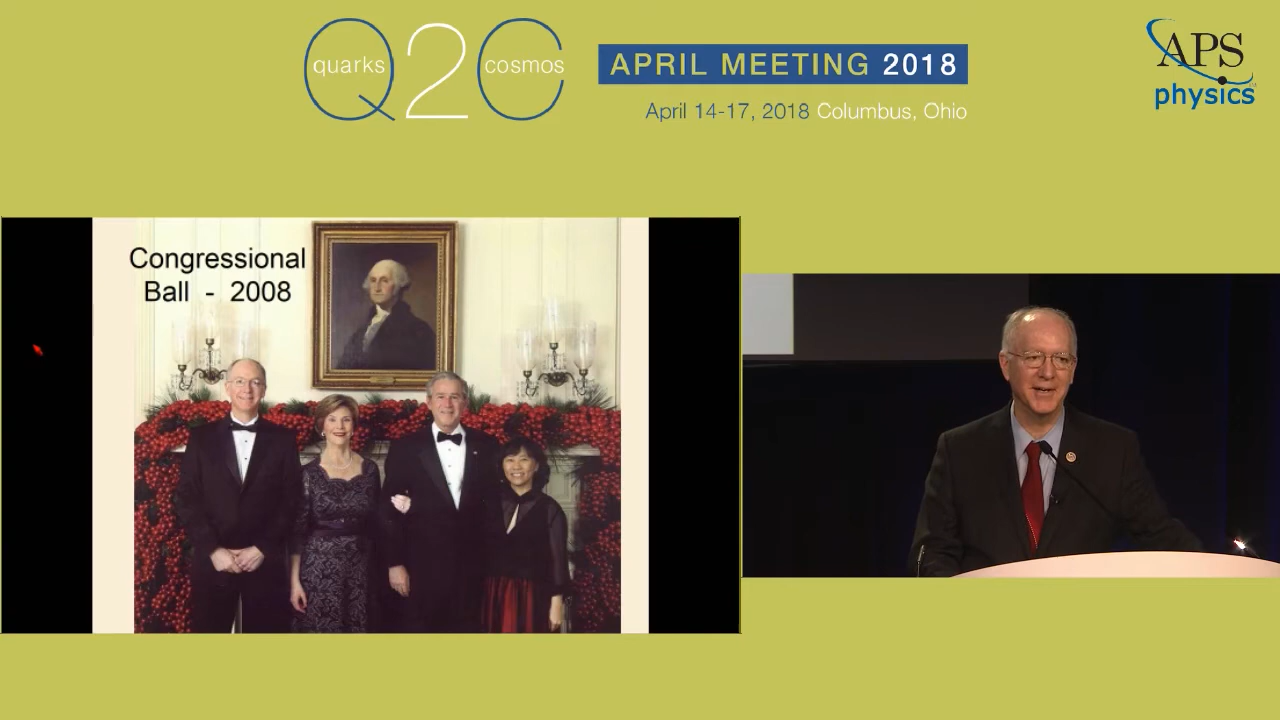 quarks Q2C cosmos
APRIL MEETING 2018
April 14-17, 2018 Columbus, Ohio
APS
physics
Congressional
Ball - 2008